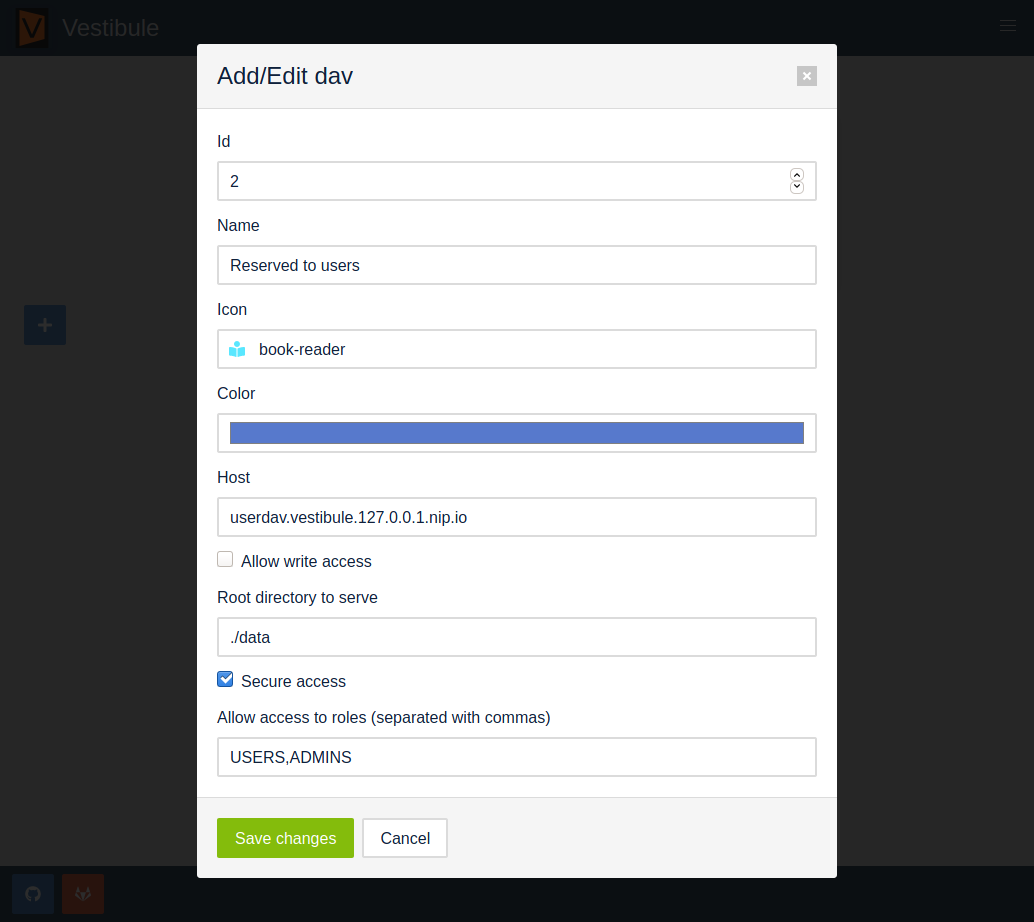 Vestibule
Add/Edit dav
Id
2
Name
Reserved to users
Icon
book-reader
Color
Host
userdav.vestibule.127.0.0.1.nip.io
Allow write access
Root directory to serve
./data
Secure access
Allow access to roles (separated with commas)
USERS,ADMINS
Save changes
Cancel